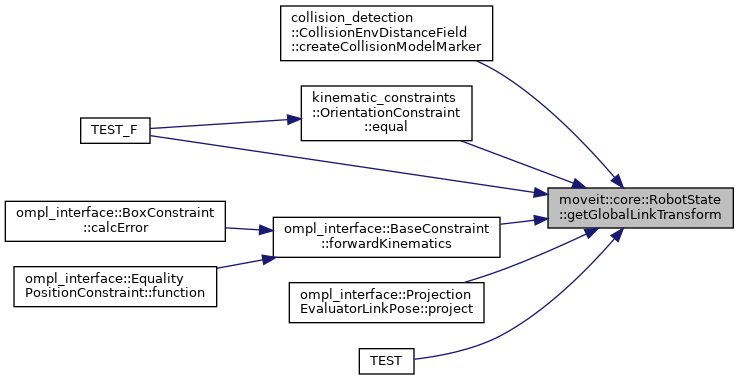 collision_detection
::CollisionEnvDistanceField
::createCollisionModelMarker
kinematic_constraints
::OrientationConstraint
::equal
TEST_F
moveit::core::RobotState
::getGlobalLinkTransform
ompl_interface::BoxConstraint
::calcError
ompl_interface::BaseConstraint
::forwardKinematics
ompl_interface::Equality
PositionConstraint::function
ompl_interface::Projection
EvaluatorLinkPose::project
TEST